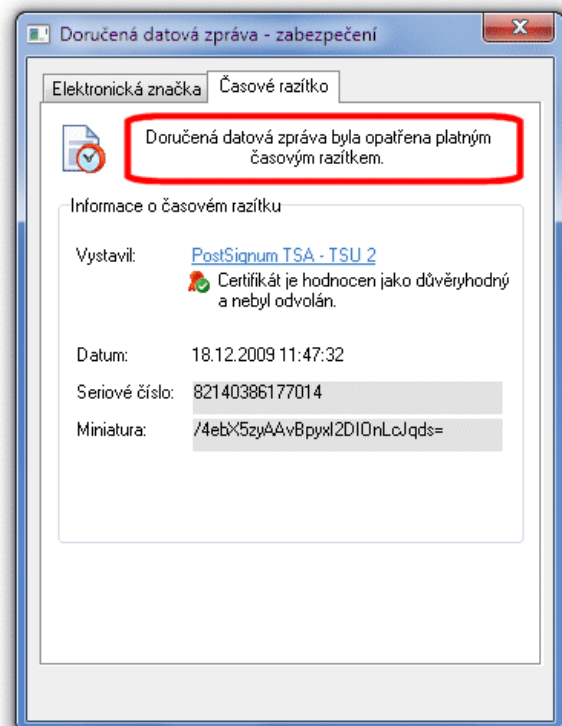 Doručená datová zpráva - zabezpečení
Elektronická značka
Časové razítko
Doručená datová zpráva byla opatřena platným
časovým razítkem.
Informace o časovém razítku
Vystavil:
PostSignum TSA - TSU 2
Certifikát je hodnocen jako důvěryhodný
a nebyl odvolán.
Datum:
18.12.2009 11:47:32
Seriové číslo:
82140386177014
Miniatura:
/4ebX5zyAAvBpyxI2DIOnLcJqds=